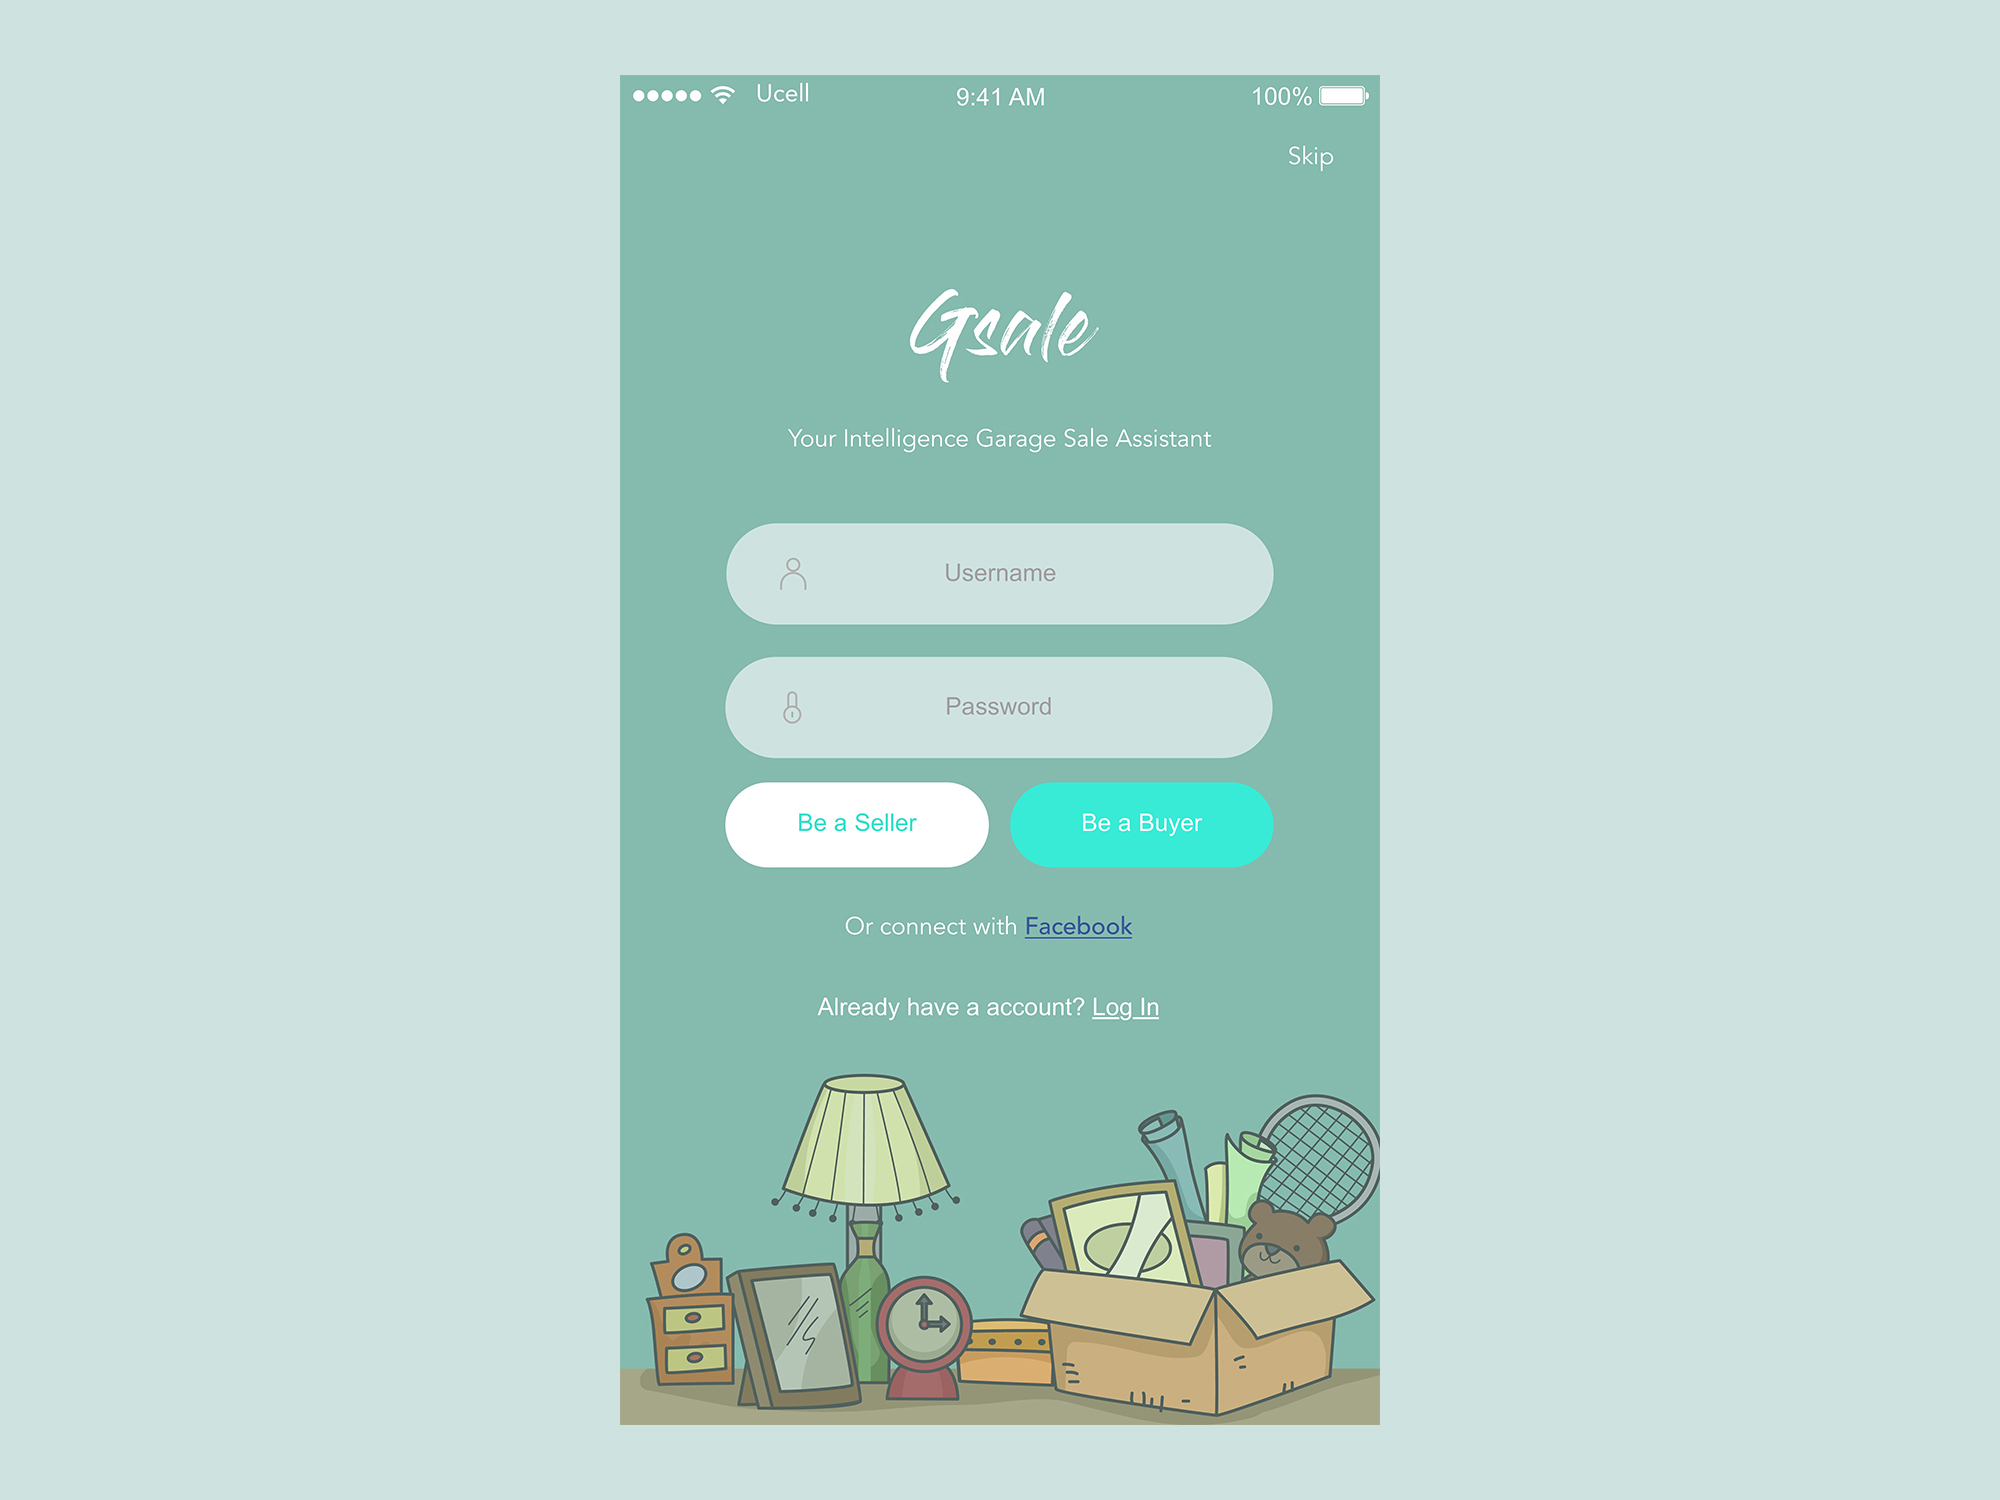 Ucell 9:41 AM 100%
Skip
Gsale
Your Intelligence Garage Sale Assistant
Username
Password
Be a Seller Be a Buyer
Or connect with Facebook
Already have a account? Log In